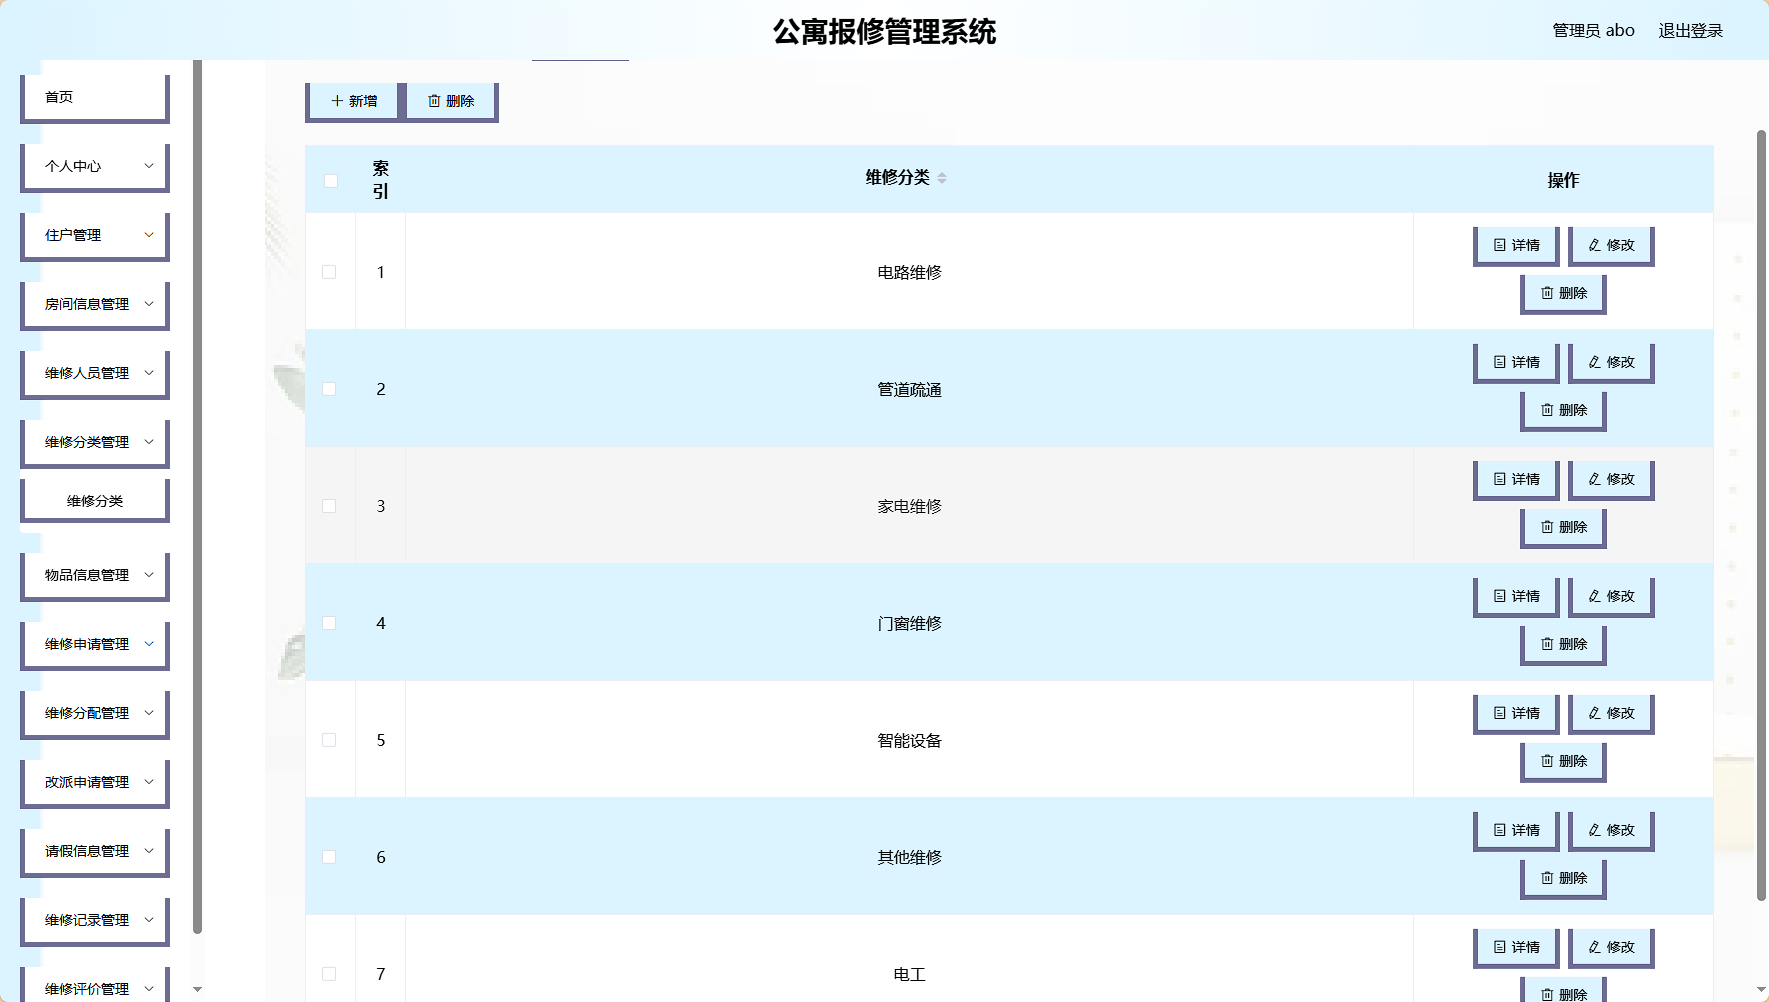 公寓报修管理系统
管理员 abo 退出登录
首页
个人中心
住户管理
房间信息管理
维修人员管理
维修分类管理
维修分类
物品信息管理
维修申请管理
维修分配管理
改派申请管理
请假信息管理
维修记录管理
维修评价管理
新增 删除
索引 维修分类 操作
1 电路维修 详情 修改
删除
2 管道疏通 详情 修改
删除
3 家电维修 详情 修改
删除
4 门窗维修 详情 修改
删除
5 智能设备 详情 修改
删除
6 其他维修 详情 修改
删除
7 电工 详情 修改
删除